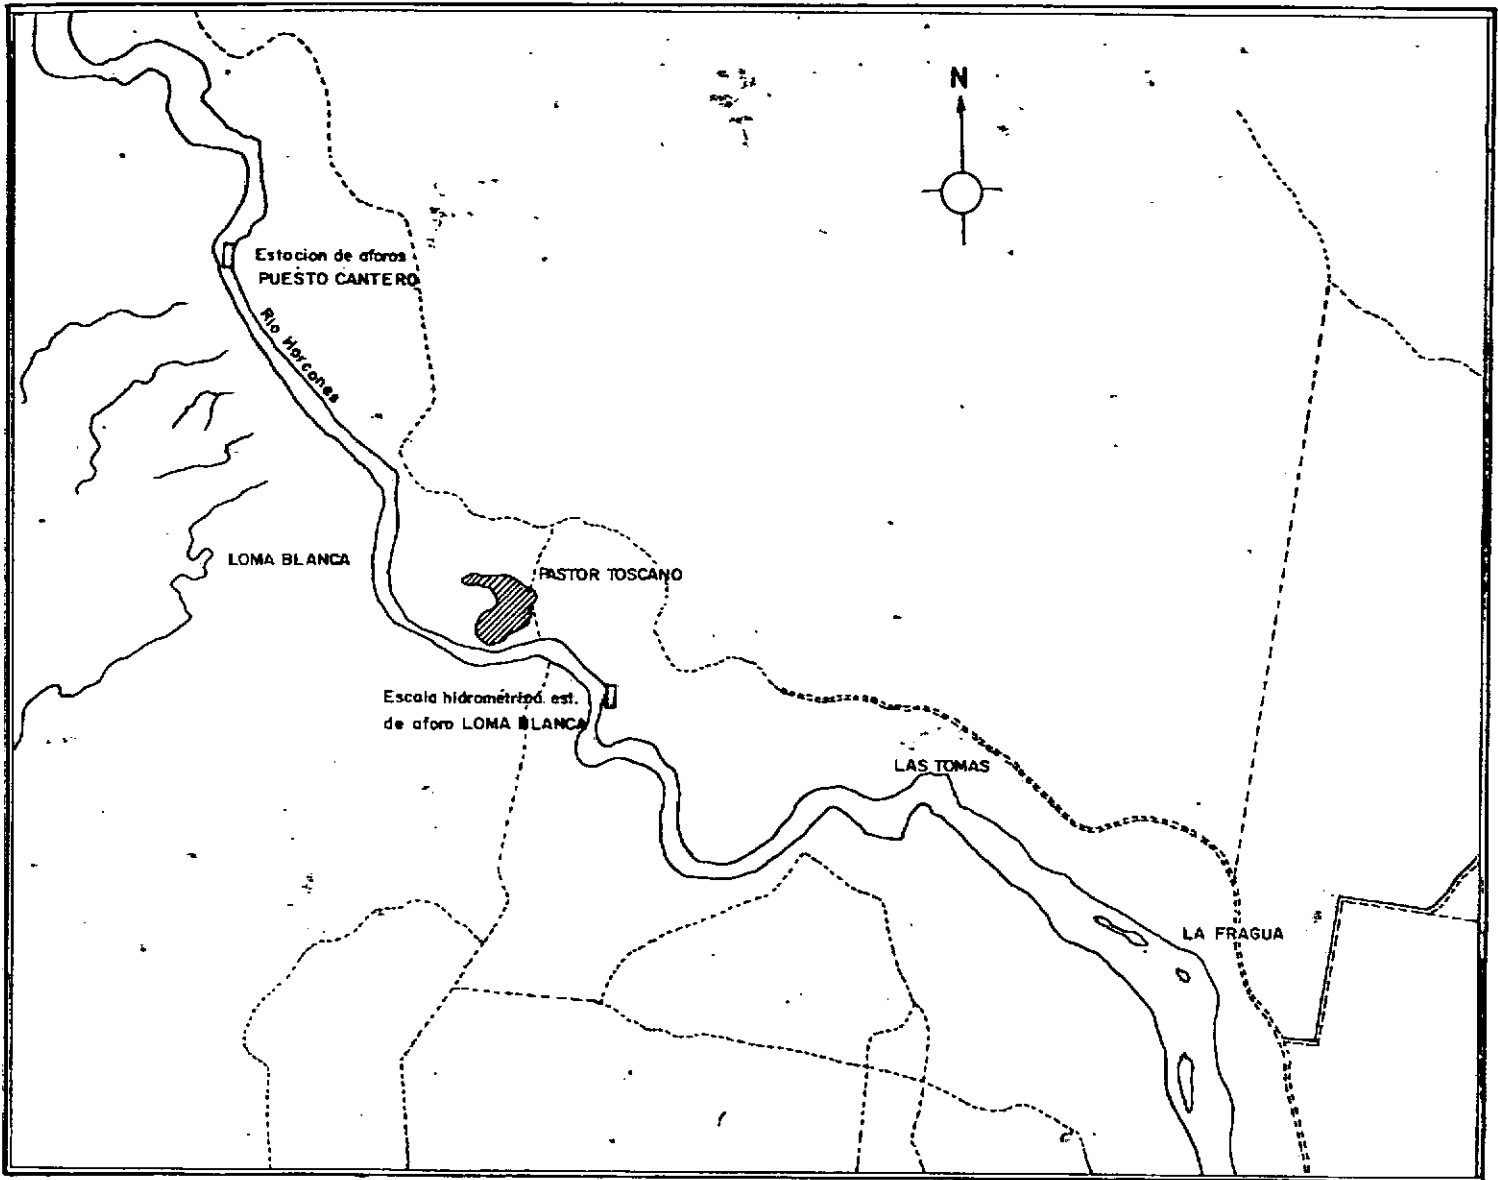 N
Estacion de aforos
PUESTO CANTERO
Rio Horcones
LOMA BLANCA
PASTOR TOSCANO
Escala hidrométrica est.
de aforo LOMA BLANCA
LAS TOMAS
LA FRAGUA